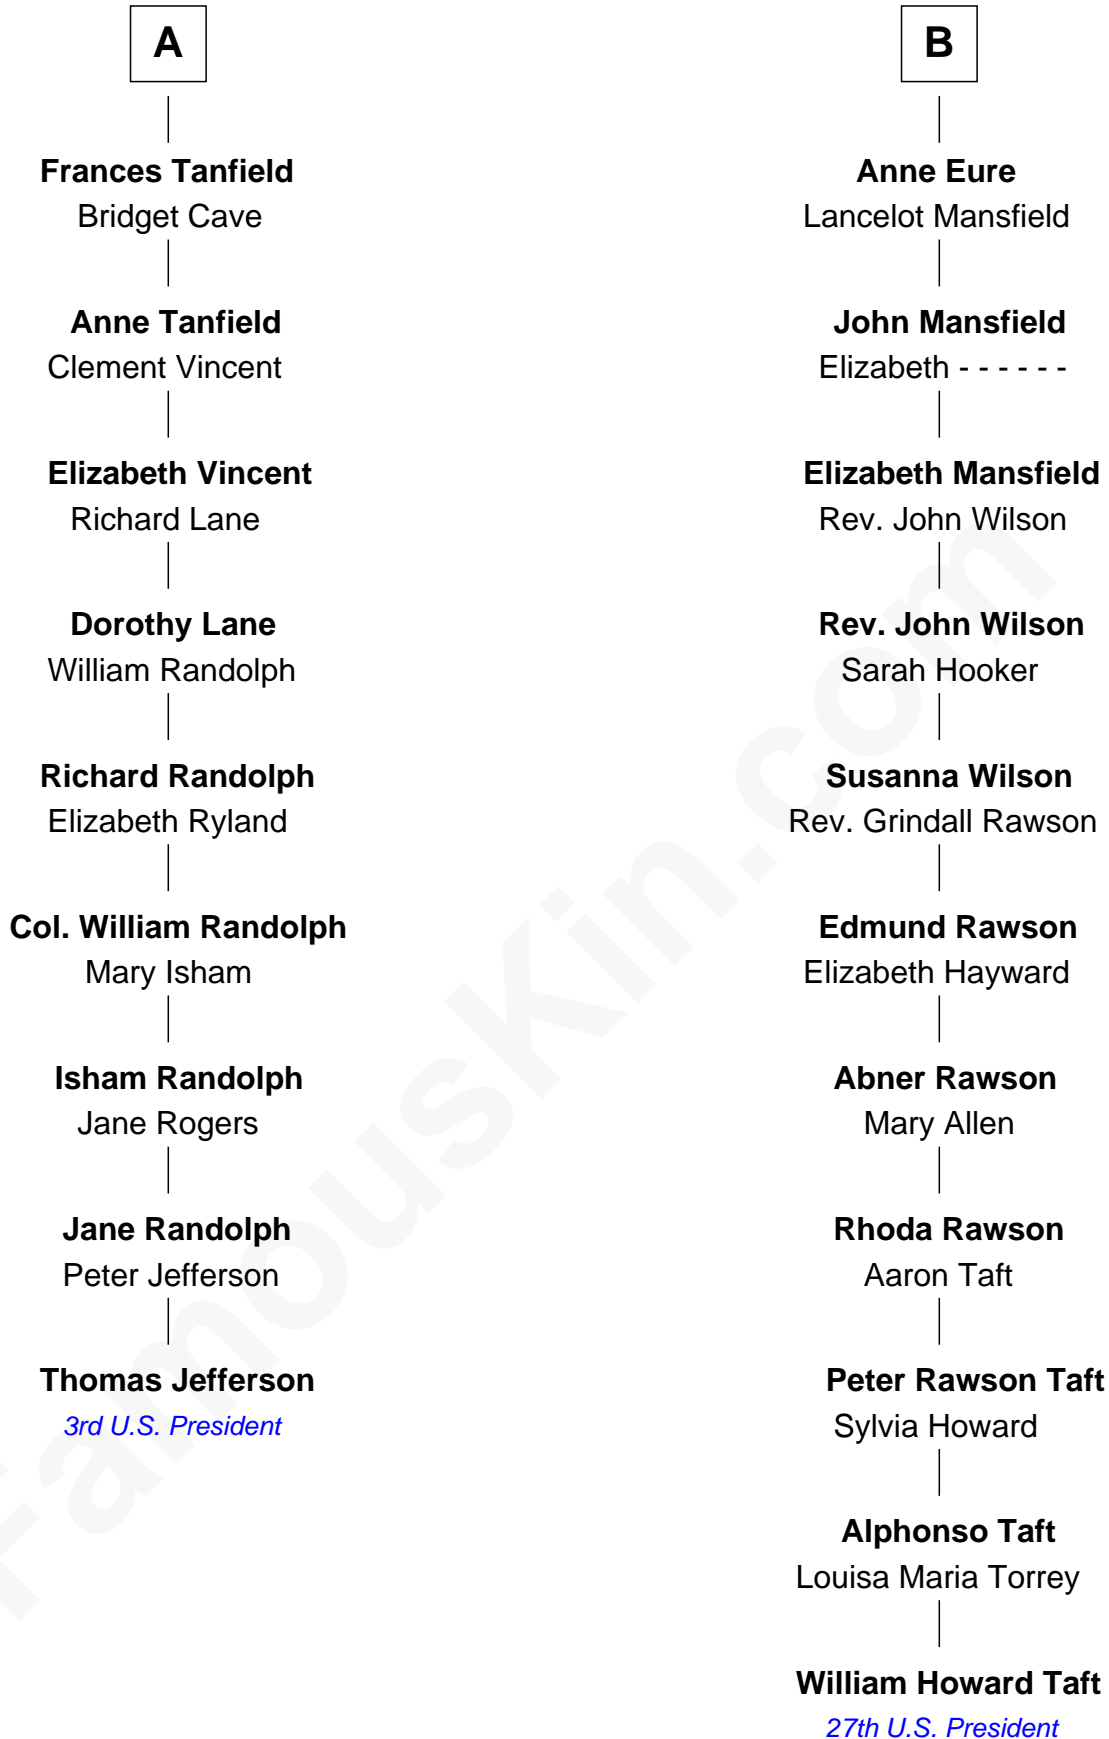 A
Frances Tanfield
Bridget Cave
Anne Tanfield
Clement Vincent
Elizabeth Vincent
Richard Lane
Dorothy Lane
William Randolph
Richard Randolph
Elizabeth Ryland
Col. William Randolph
Mary Isham
Isham Randolph
Jane Rogers
Jane Randolph
Peter Jefferson
Thomas Jefferson
3rd U.S. President
B
Anne Eure
Lancelot Mansfield
John Mansfield
Elizabeth - - - - - -
Elizabeth Mansfield
Rev. John Wilson
Rev. John Wilson
Sarah Hooker
Susanna Wilson
Rev. Grindall Rawson
Edmund Rawson
Elizabeth Hayward
Abner Rawson
Mary Allen
Rhoda Rawson
Aaron Taft
Peter Rawson Taft
Sylvia Howard
Alphonso Taft
Louisa Maria Torrey
William Howard Taft
27th U.S. President
FamousKin.com